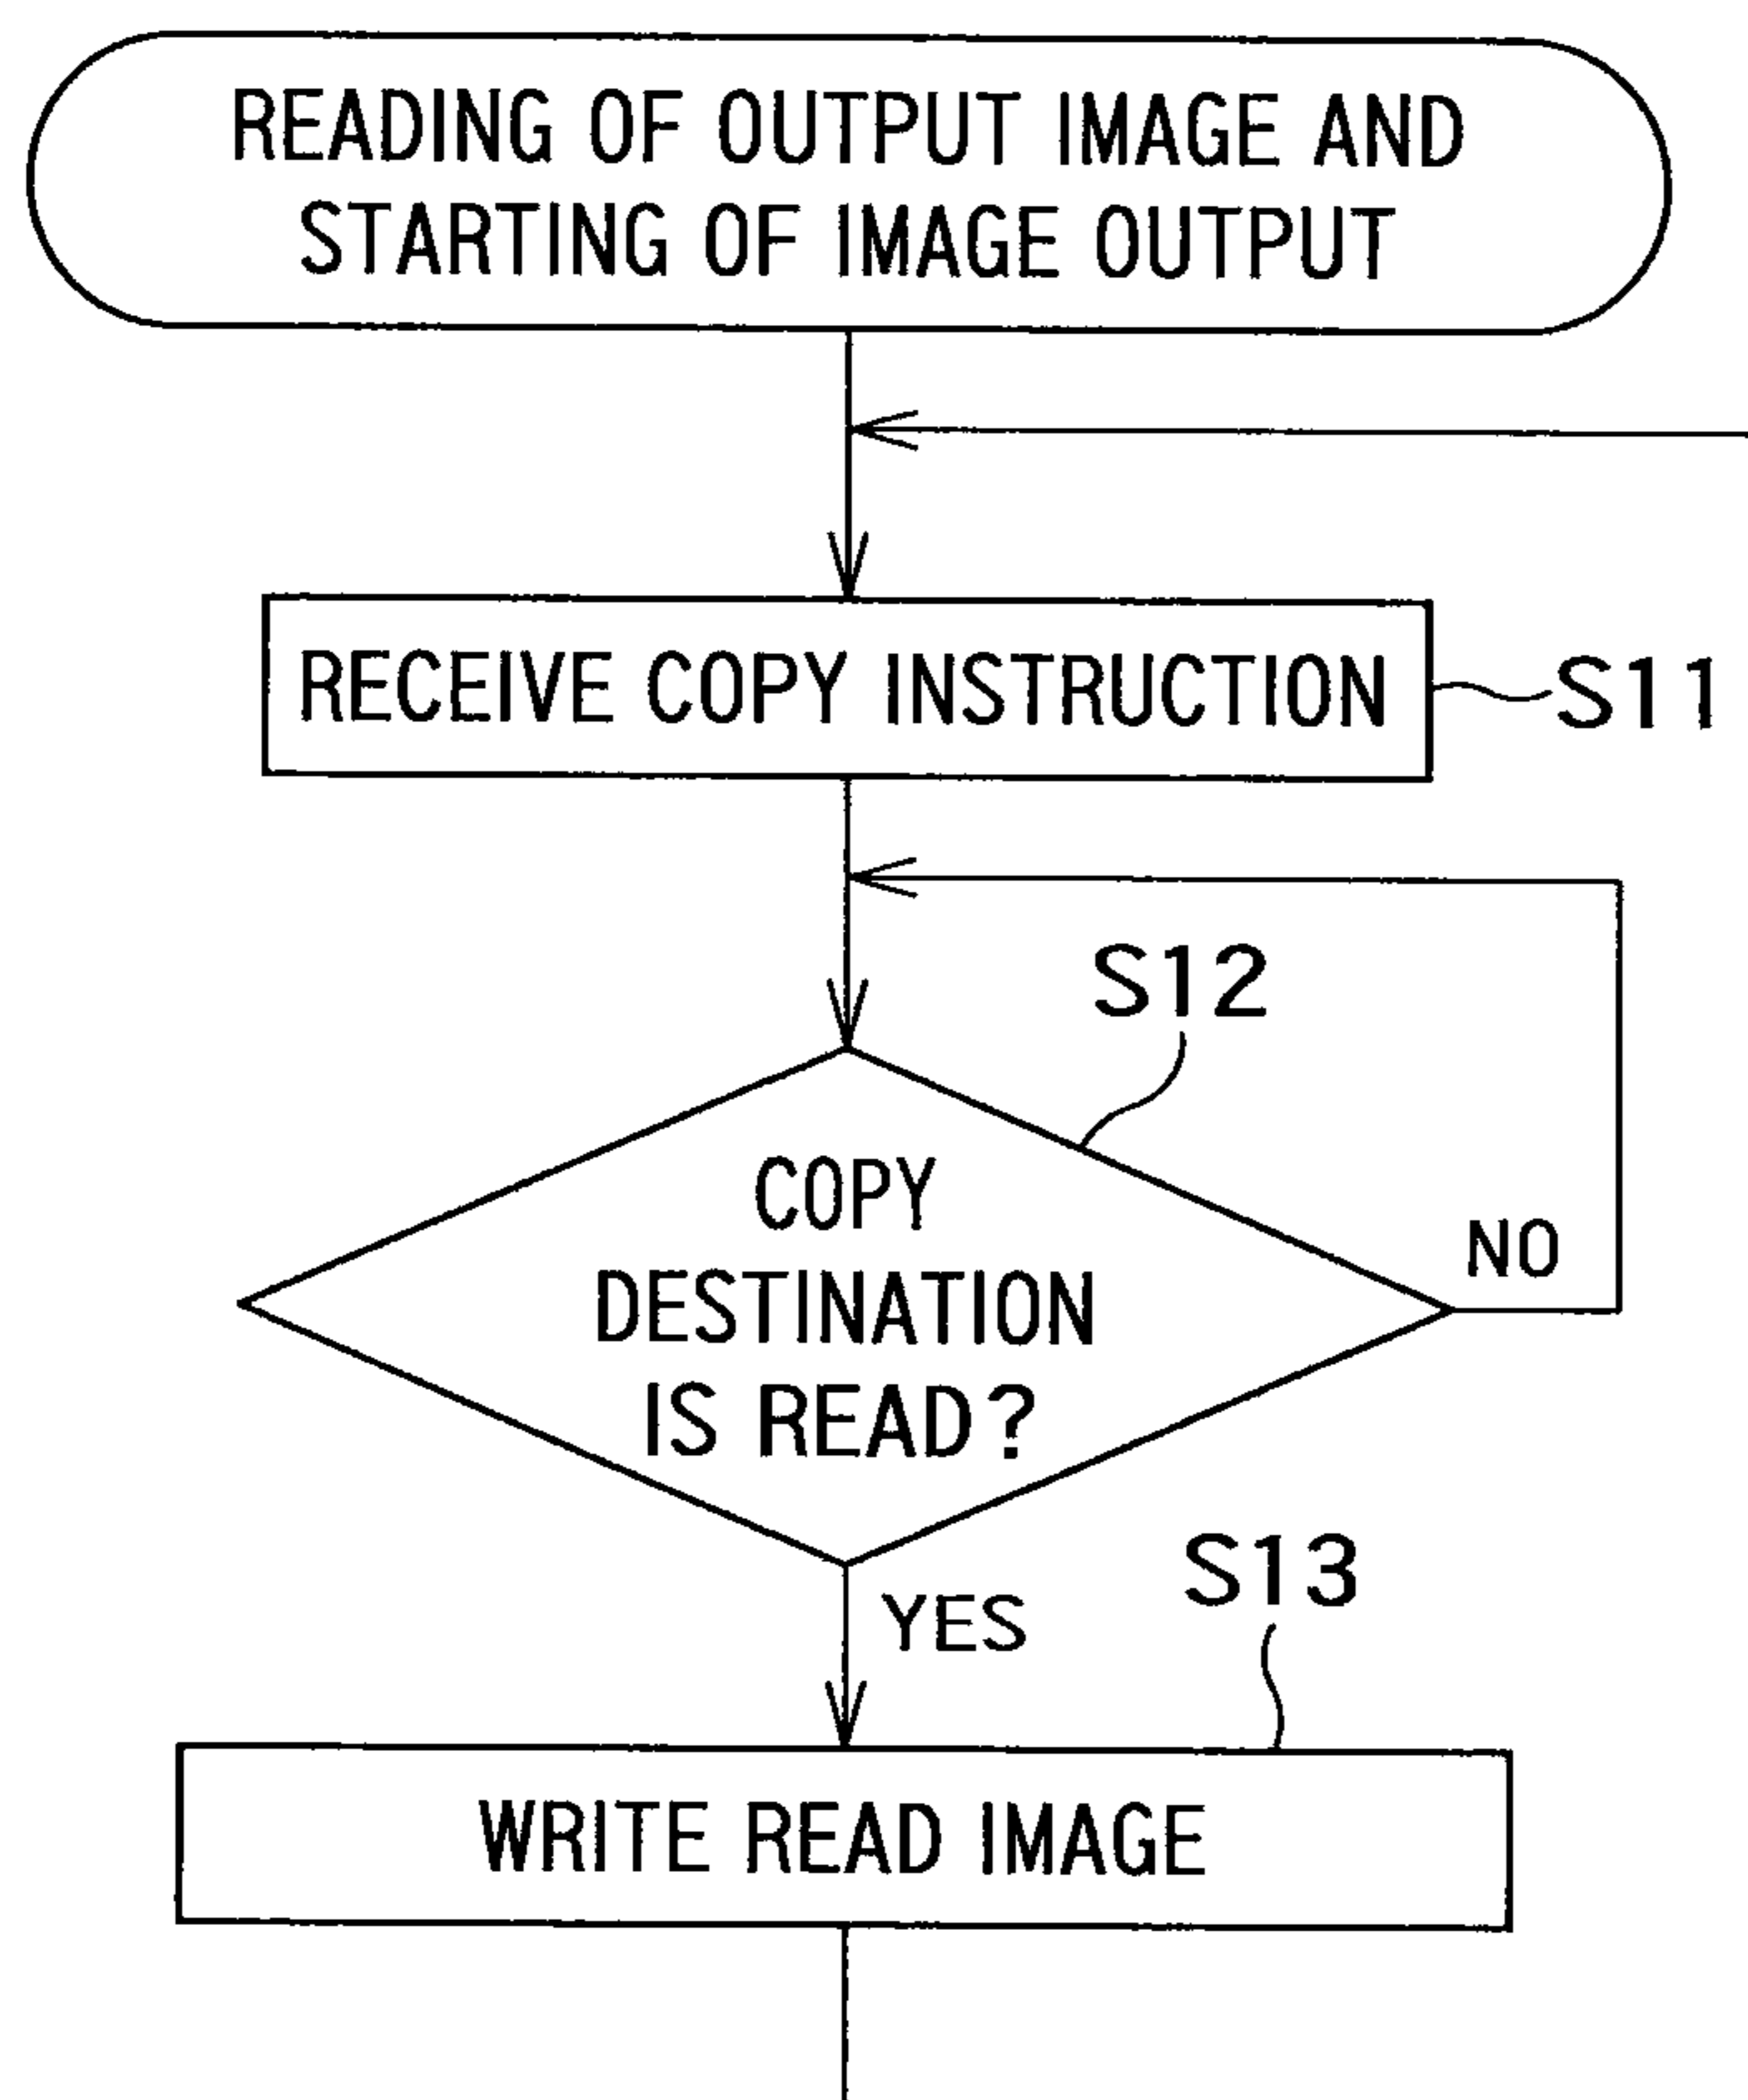 READING OF OUTPUT IMAGE AND
STARTING OF IMAGE OUTPUT
RECEIVE COPY INSTRUCTION
S11
S12
COPY
DESTINATION
IS READ?
NO
YES
S13
WRITE READ IMAGE